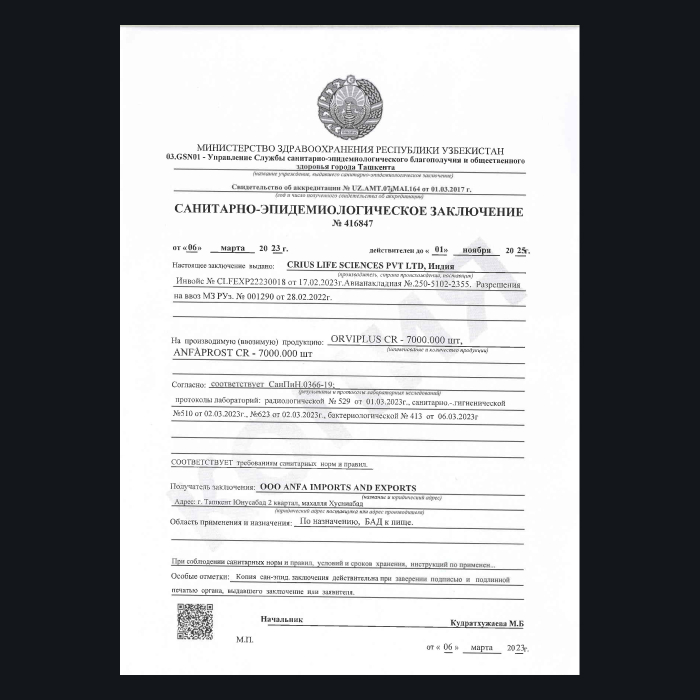 МИНИСТЕРСТВО ЗДРАВООХРАНЕНИЯ РЕСПУБЛИКИ УЗБЕКИСТАН
03.GSN01 - Управление Службы санитарно-эпидемиологического благополучия и общественного
здоровья города Ташкента
(название учреждения, выдавшего санитарно-эпидемиологическое заключение)
Свидетельство об аккредитации № UZ.AMT.07.MAI.164 от 01.03.2017 г.
(год и число полученного свидетельства об аккредитации)
САНИТАРНО-ЭПИДЕМИОЛОГИЧЕСКОЕ ЗАКЛЮЧЕНИЕ
№ 416847
от «06» марта 20 23 г. действителен до « 01» ноября 20 25г.
Настоящее заключение выдано: CRIUS LIFE SCIENCES PVT LTD, Индия
(производитель, страна происхождения, поставщик)
Инвойс № CLFEXP22230018 от 17.02.2023г.Авианакладная №.250-5102-2355. Разрешения
на ввоз МЗ РУз. № 001290 от 28.02.2022г.
На производимую (ввозимую) продукцию: ORVIPLUS CR - 7000.000 шт,
(наименование и количество продукции)
ANFAPROST CR - 7000.000 шт
Согласно: соответствует СанПиН.0366-19;
(результаты и протоколы лабораторных исследований)
протоколы лабораторий: радиологической № 529 от 01.03.2023г., санитарно.-.гигиенической
№510 от 02.03.2023г., №623 от 02.03.2023г., бактериологической № 413 от 06.03.2023г
СООТВЕТСТВУЕТ требованиям санитарных норм и правил.
Получатель заключения: ООО ANFA IMPORTS AND EXPORTS
(название и юридический адрес)
Адрес: г. Ташкент Юнусабад 2 квартал, махалля Хусниабад
(юридический адрес поставщика или адрес производителя)
Область применения и назначения: По назначению, БАД к пище.
При соблюдении санитарных норм и правил, условий и сроков хранения, инструкций по применен...
Особые отметки: Копия сан-эпид. заключения действительна при заверении подписью и подлинной
печатью органа, выдавшего заключение или заявителя.
Начальник Кудратхужаева М.Б
М.П.
от « 06 » марта 2023г.